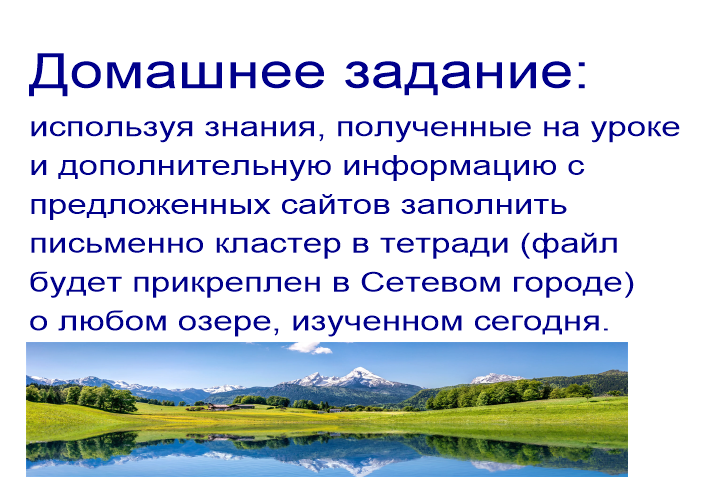 Домашнее задание:
используя знания, полученные на уроке
и дополнительную информацию с
предложенных сайтов заполнить
письменно кластер в тетради (файл
будет прикреплен в Сетевом городе)
о любом озере, изученном сегодня.